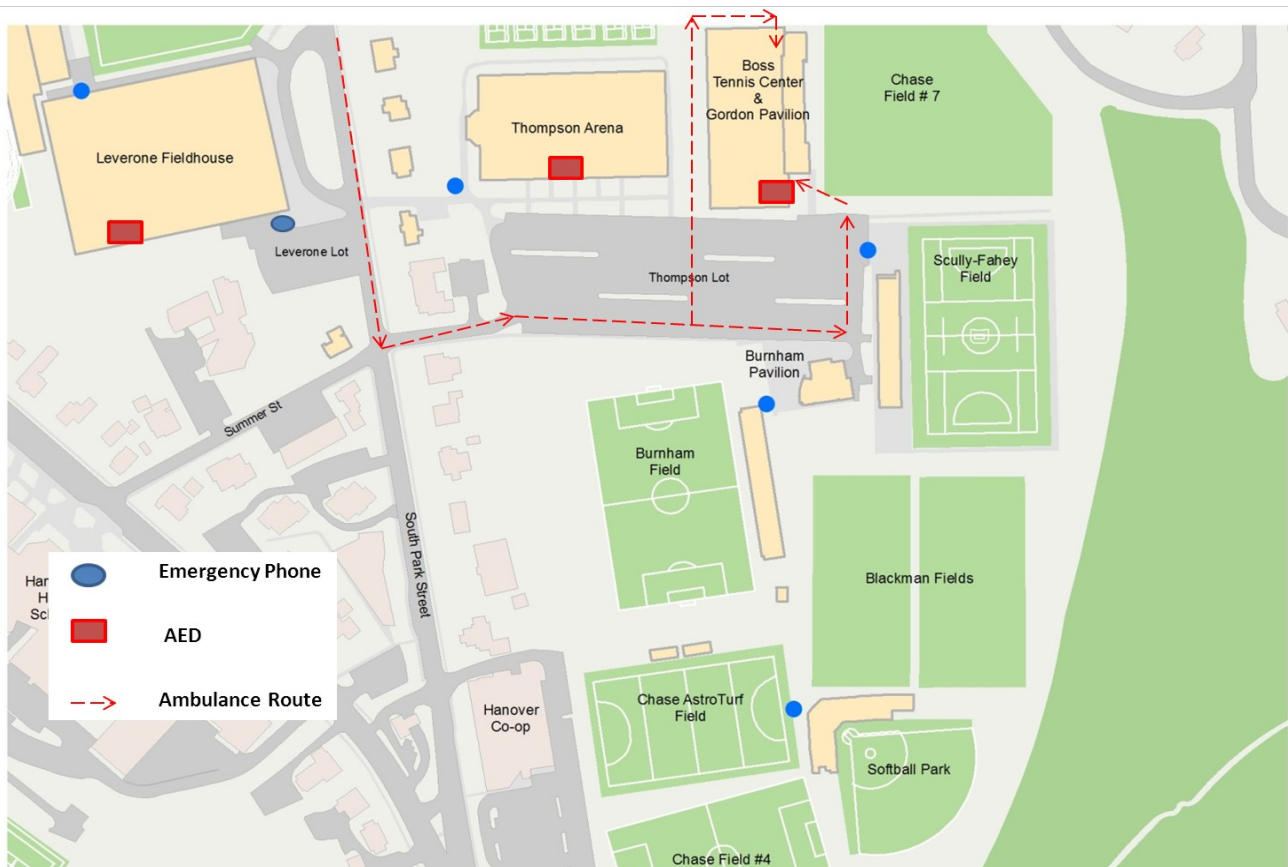 Boss
Tennis Center
&
Gordon Pavilion
Chase
Field # 7
Thompson Arena
Leverone Fieldhouse
Leverone Lot
Thompson Lot
Scully-Fahey
Field
Burnham
Pavilion
Summer St
Burnham
Field
South Park Street
Blackman Fields
Emergency Phone
AED
Ambulance Route
Han
H
Sc
Hanover
Co-op
Chase AstroTurf
Field
Softball Park
Chase Field #4